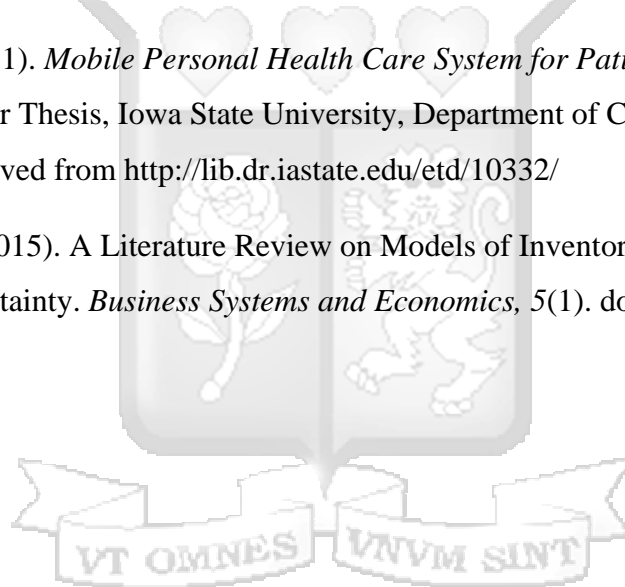 1). Mobile Personal Health Care System for Pati
r Thesis, Iowa State University, Department of C
ved from http://lib.dr.iastate.edu/etd/10332/
015). A Literature Review on Models of Inventor
tainty. Business Systems and Economics, 5(1). do
VT OMNES VNVM SINT